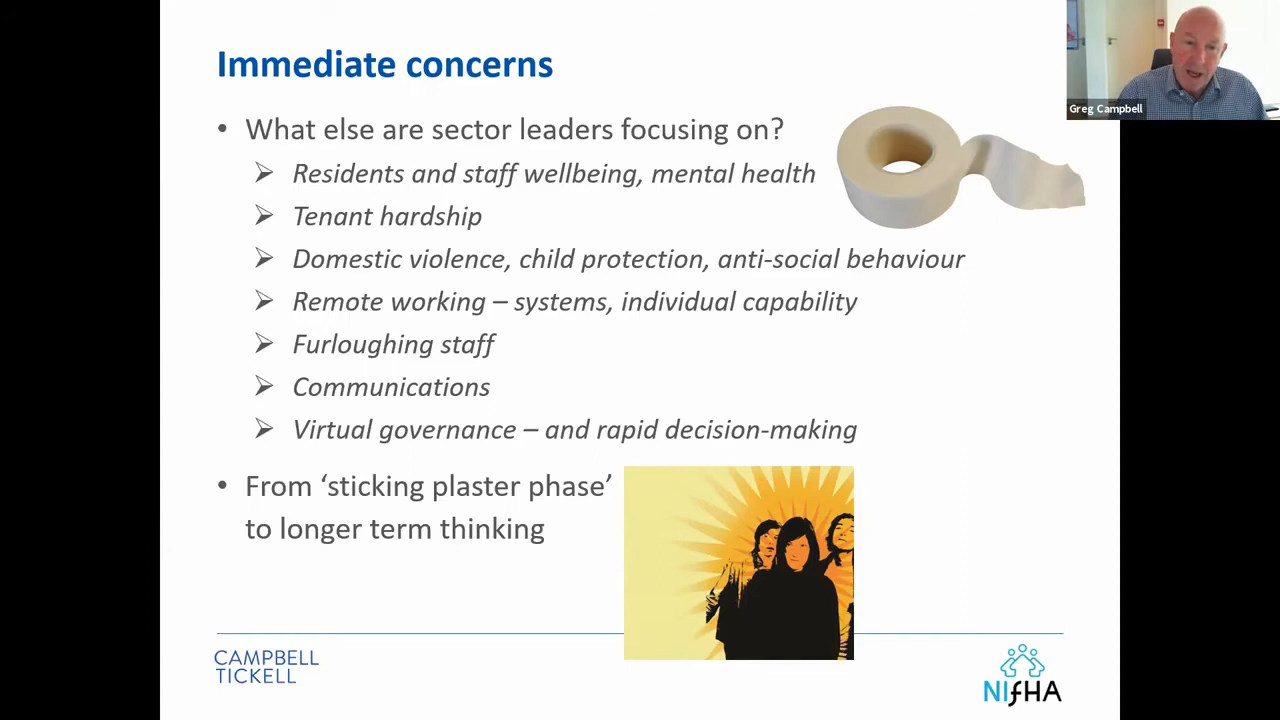 Immediate concerns
Greg Campbell
• What else are sector leaders focusing on?
➢ Residents and staff wellbeing, mental health
➢ Tenant hardship
➢ Domestic violence, child protection, anti-social behaviour
➢ Remote working – systems, individual capability
➢ Furloughing staff
➢ Communications
➢ Virtual governance – and rapid decision-making
• From ‘sticking plaster phase’
to longer term thinking
CAMPBELL
TICKELL
NIfHA